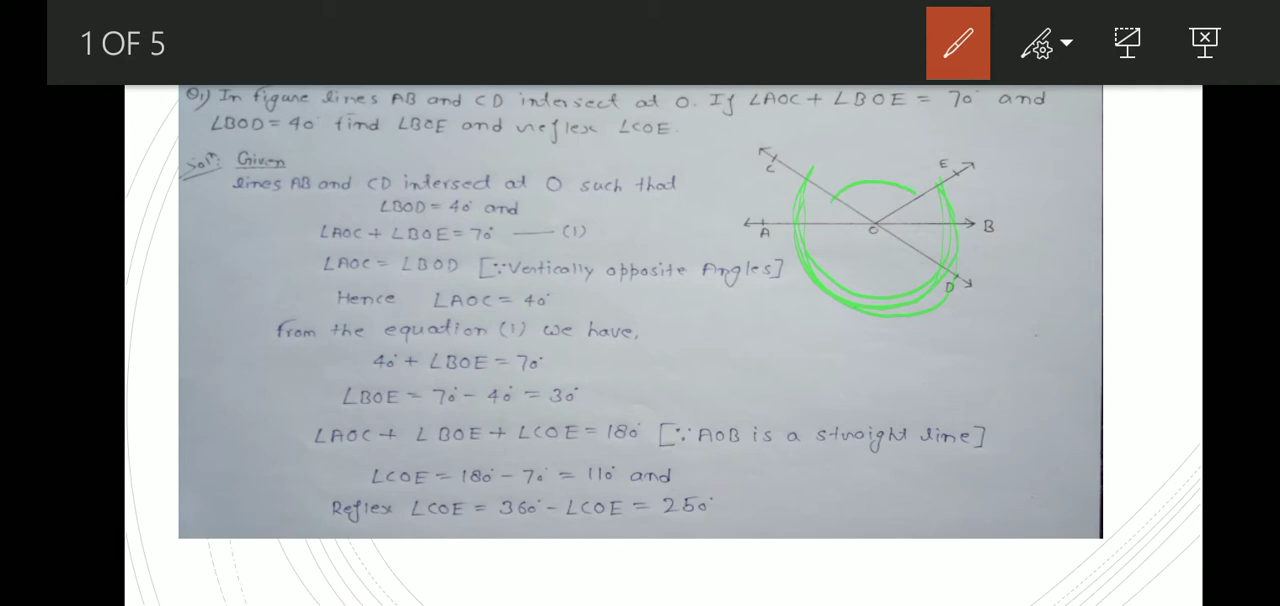 1 OF 5
Q1) In figure lines AB and CD intersect at O. If ∠AOC + ∠BOE = 70° and
∠BOD = 40° find ∠BOE and reflex ∠COE.
Solⁿ: Given
lines AB and CD intersect at O such that
∠BOD = 40° and
∠AOC + ∠BOE = 70° —— (1)
∠AOC = ∠BOD [∵ Vertically opposite Angles]
Hence ∠AOC = 40°
from the equation (1) we have,
40° + ∠BOE = 70°
∠BOE = 70° - 40° = 30°
∠AOC + ∠BOE + ∠COE = 180° [∵ AOB is a straight line]
∠COE = 180° - 70° = 110° and
Reflex ∠COE = 360° - ∠COE = 250°
C
E
A
O
B
D